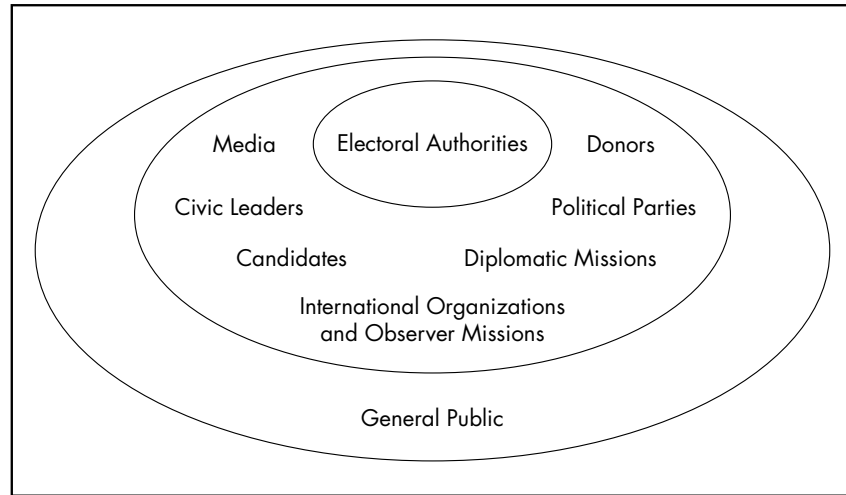 Media
Electoral Authorities
Donors
Civic Leaders
Political Parties
Candidates
Diplomatic Missions
International Organizations
and Observer Missions
General Public